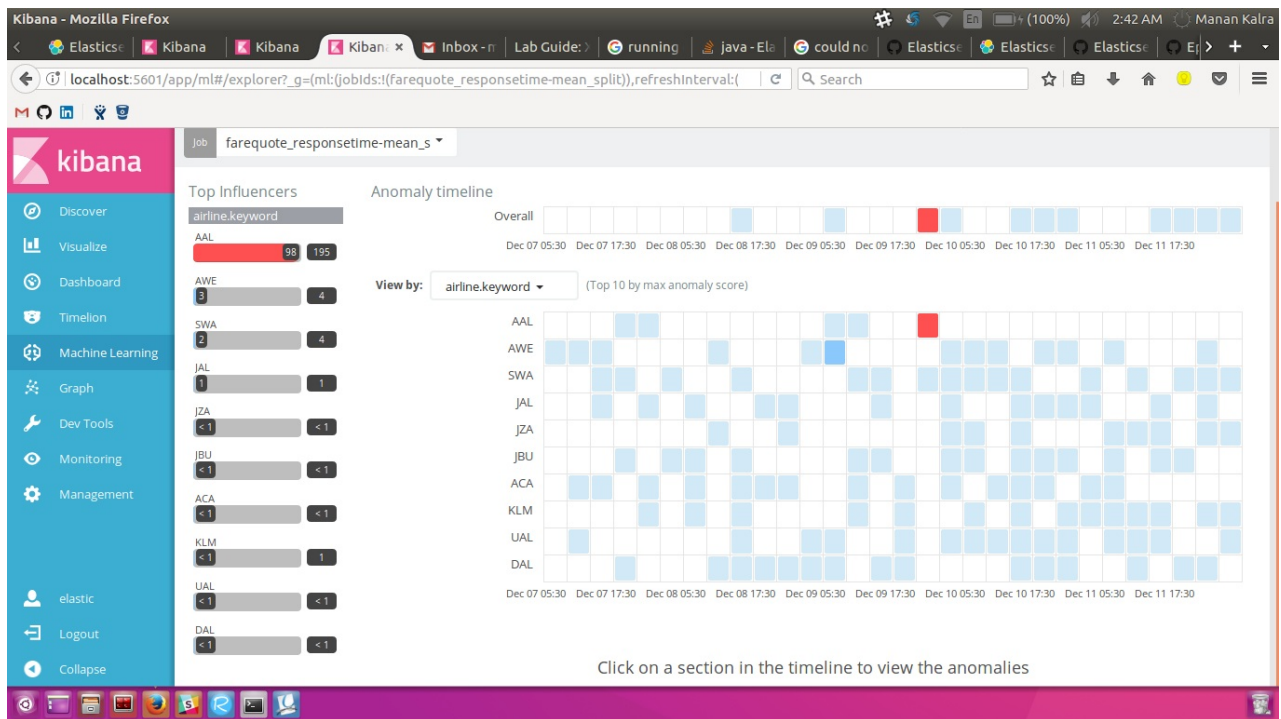 Kibana - Mozilla Firefox
En (100%) 2:42 AM Manan Kalra
Elasticse Kibana Kibana Kibana × Inbox - Lab Guide: running java - Ela could no Elasticse Elasticse Elasticse
localhost:5601/app/ml#/explorer?_g=(ml:(jobIds:!(farequote_responsetime-mean_split)),refreshInterval:( Search
kibana
Discover
Visualize
Dashboard
Timelion
Machine Learning
Graph
Dev Tools
Monitoring
Management
elastic
Logout
Collapse
Job farequote_responsetime-mean_s
Top Influencers
airline.keyword
AAL
98 195
AWE
3 4
SWA
2 4
JAL
1 1
JZA
< 1 < 1
JBU
< 1 < 1
ACA
< 1 < 1
KLM
< 1 1
UAL
< 1 < 1
DAL
< 1 < 1
Anomaly timeline
Overall
Dec 07 05:30 Dec 07 17:30 Dec 08 05:30 Dec 08 17:30 Dec 09 05:30 Dec 09 17:30 Dec 10 05:30 Dec 10 17:30 Dec 11 05:30 Dec 11 17:30
View by: airline.keyword (Top 10 by max anomaly score)
AAL
AWE
SWA
JAL
JZA
JBU
ACA
KLM
UAL
DAL
Dec 07 05:30 Dec 07 17:30 Dec 08 05:30 Dec 08 17:30 Dec 09 05:30 Dec 09 17:30 Dec 10 05:30 Dec 10 17:30 Dec 11 05:30 Dec 11 17:30
Click on a section in the timeline to view the anomalies